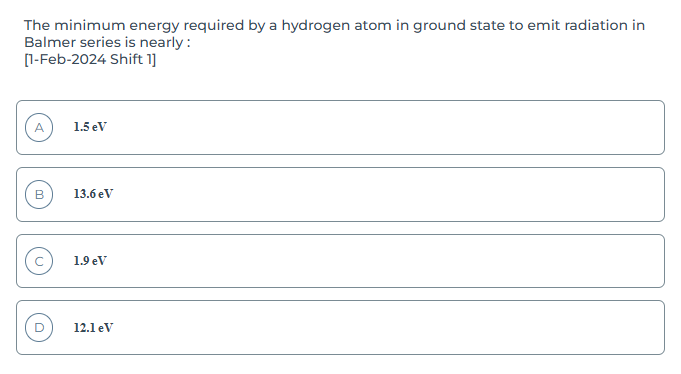 The minimum energy required by a hydrogen atom in ground state to emit radiation in
Balmer series is nearly :
[1-Feb-2024 Shift 1]
A 1.5 eV
B 13.6 eV
C 1.9 eV
D 12.1 eV